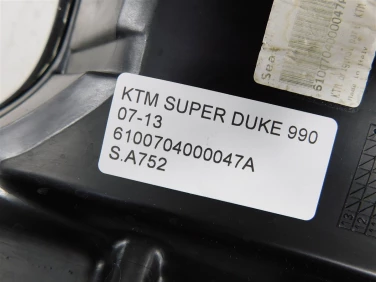 KTM SUPER DUKE 990
07-13
6100704000047A
S.A752